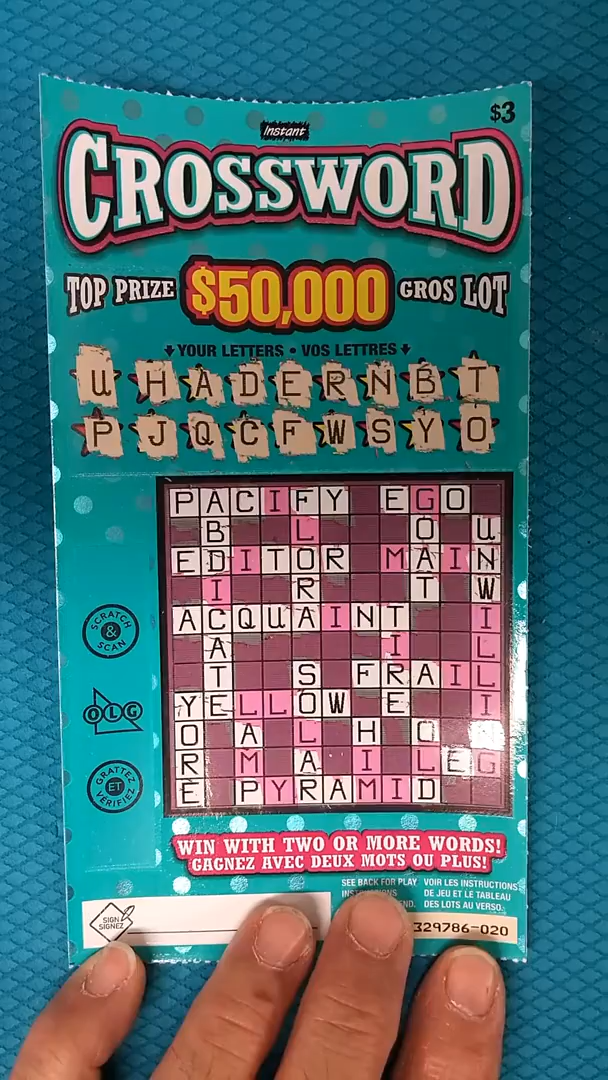 $3
Instant
CROSSWORD
TOP PRIZE $50,000 GROS LOT
YOUR LETTERS • VOS LETTRES
U H A D E R N B T
P J Q C F W S Y O
PACIFY EGO
B L O U
EDITOR MAIN
I R T W
ACQUAINT I
A I L
T S FRAIL
YELLOW E I
O A L H O
R M A I LEG
E PYRAMID
SCRATCH & SCAN
OLG
GRATTEZ ET VÉRIFIEZ
WIN WITH TWO OR MORE WORDS!
GAGNEZ AVEC DEUX MOTS OU PLUS!
SEE BACK FOR PLAY VOIR LES INSTRUCTIONS
DE JEU ET LE TABLEAU
DES LOTS AU VERSO.
SIGN
SIGNEZ
329786-020